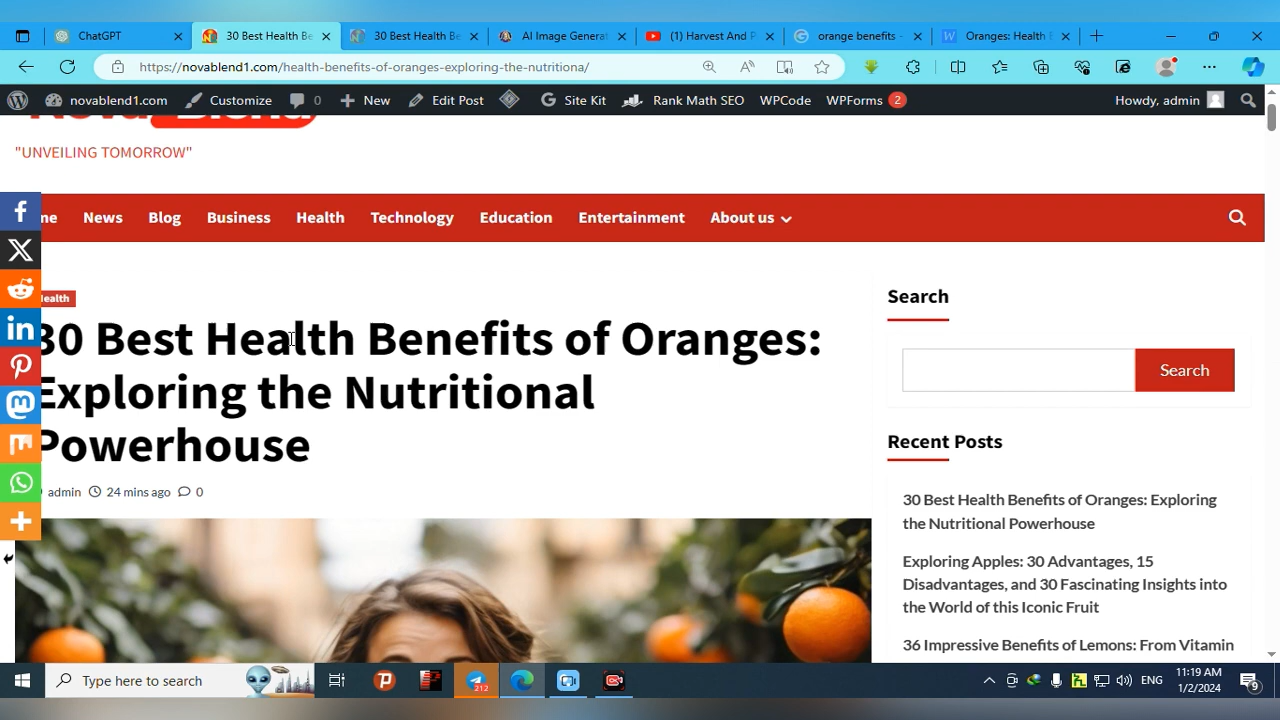 ChatGPT
30 Best Health Be
30 Best Health Be
AI Image Generat
(1) Harvest And P
orange benefits -
Oranges: Health B
https://novablend1.com/health-benefits-of-oranges-exploring-the-nutritiona/
novablend1.com
Customize
0
New
Edit Post
Site Kit
Rank Math SEO
WPCode
WPForms 2
Howdy, admin
"UNVEILING TOMORROW"
me
News
Blog
Business
Health
Technology
Education
Entertainment
About us
ealth
30 Best Health Benefits of Oranges:
Exploring the Nutritional
Powerhouse
admin 24 mins ago 0
Search
Search
Recent Posts
30 Best Health Benefits of Oranges: Exploring
the Nutritional Powerhouse
Exploring Apples: 30 Advantages, 15
Disadvantages, and 30 Fascinating Insights into
the World of this Iconic Fruit
36 Impressive Benefits of Lemons: From Vitamin
Type here to search
212
ENG
11:19 AM
1/2/2024
9